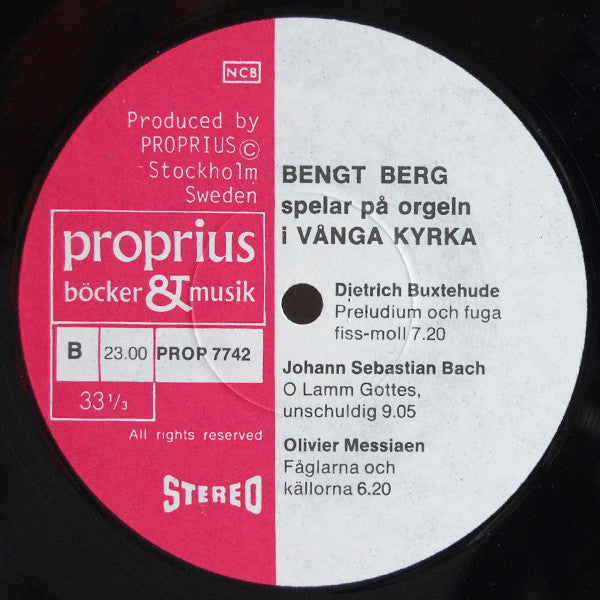 NCB
Produced by
PROPRIUS©
Stockholm
Sweden
proprius
böcker & musik
B 23.00 PROP 7742
33 1/3
All rights reserved
STEREO
BENGT BERG
spelar på orgeln
i VÅNGA KYRKA
Dietrich Buxtehude
Preludium och fuga
fiss-moll 7.20
Johann Sebastian Bach
O Lamm Gottes,
unschuldig 9.05
Olivier Messiaen
Fåglarna och
källorna 6.20